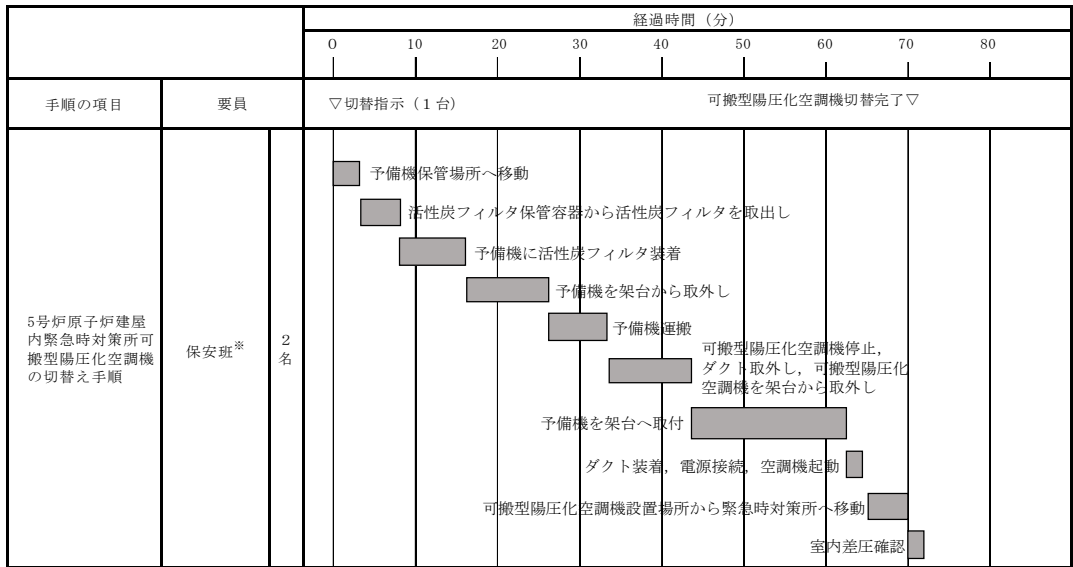 経過時間（分）
0 10 20 30 40 50 60 70 80
手順の項目 要員 ▽切替指示（１台） 可搬型陽圧化空調機切替完了▽
5号炉原子炉建屋
内緊急時対策所可
搬型陽圧化空調機
の切替え手順
保安班※
２
名
予備機保管場所へ移動
活性炭フィルタ保管容器から活性炭フィルタを取出し
予備機に活性炭フィルタ装着
予備機を架台から取外し
予備機運搬
可搬型陽圧化空調機停止，
ダクト取外し，可搬型陽圧化
空調機を架台から取外し
予備機を架台へ取付
ダクト装着，電源接続，空調機起動
可搬型陽圧化空調機設置場所から緊急時対策所へ移動
室内差圧確認